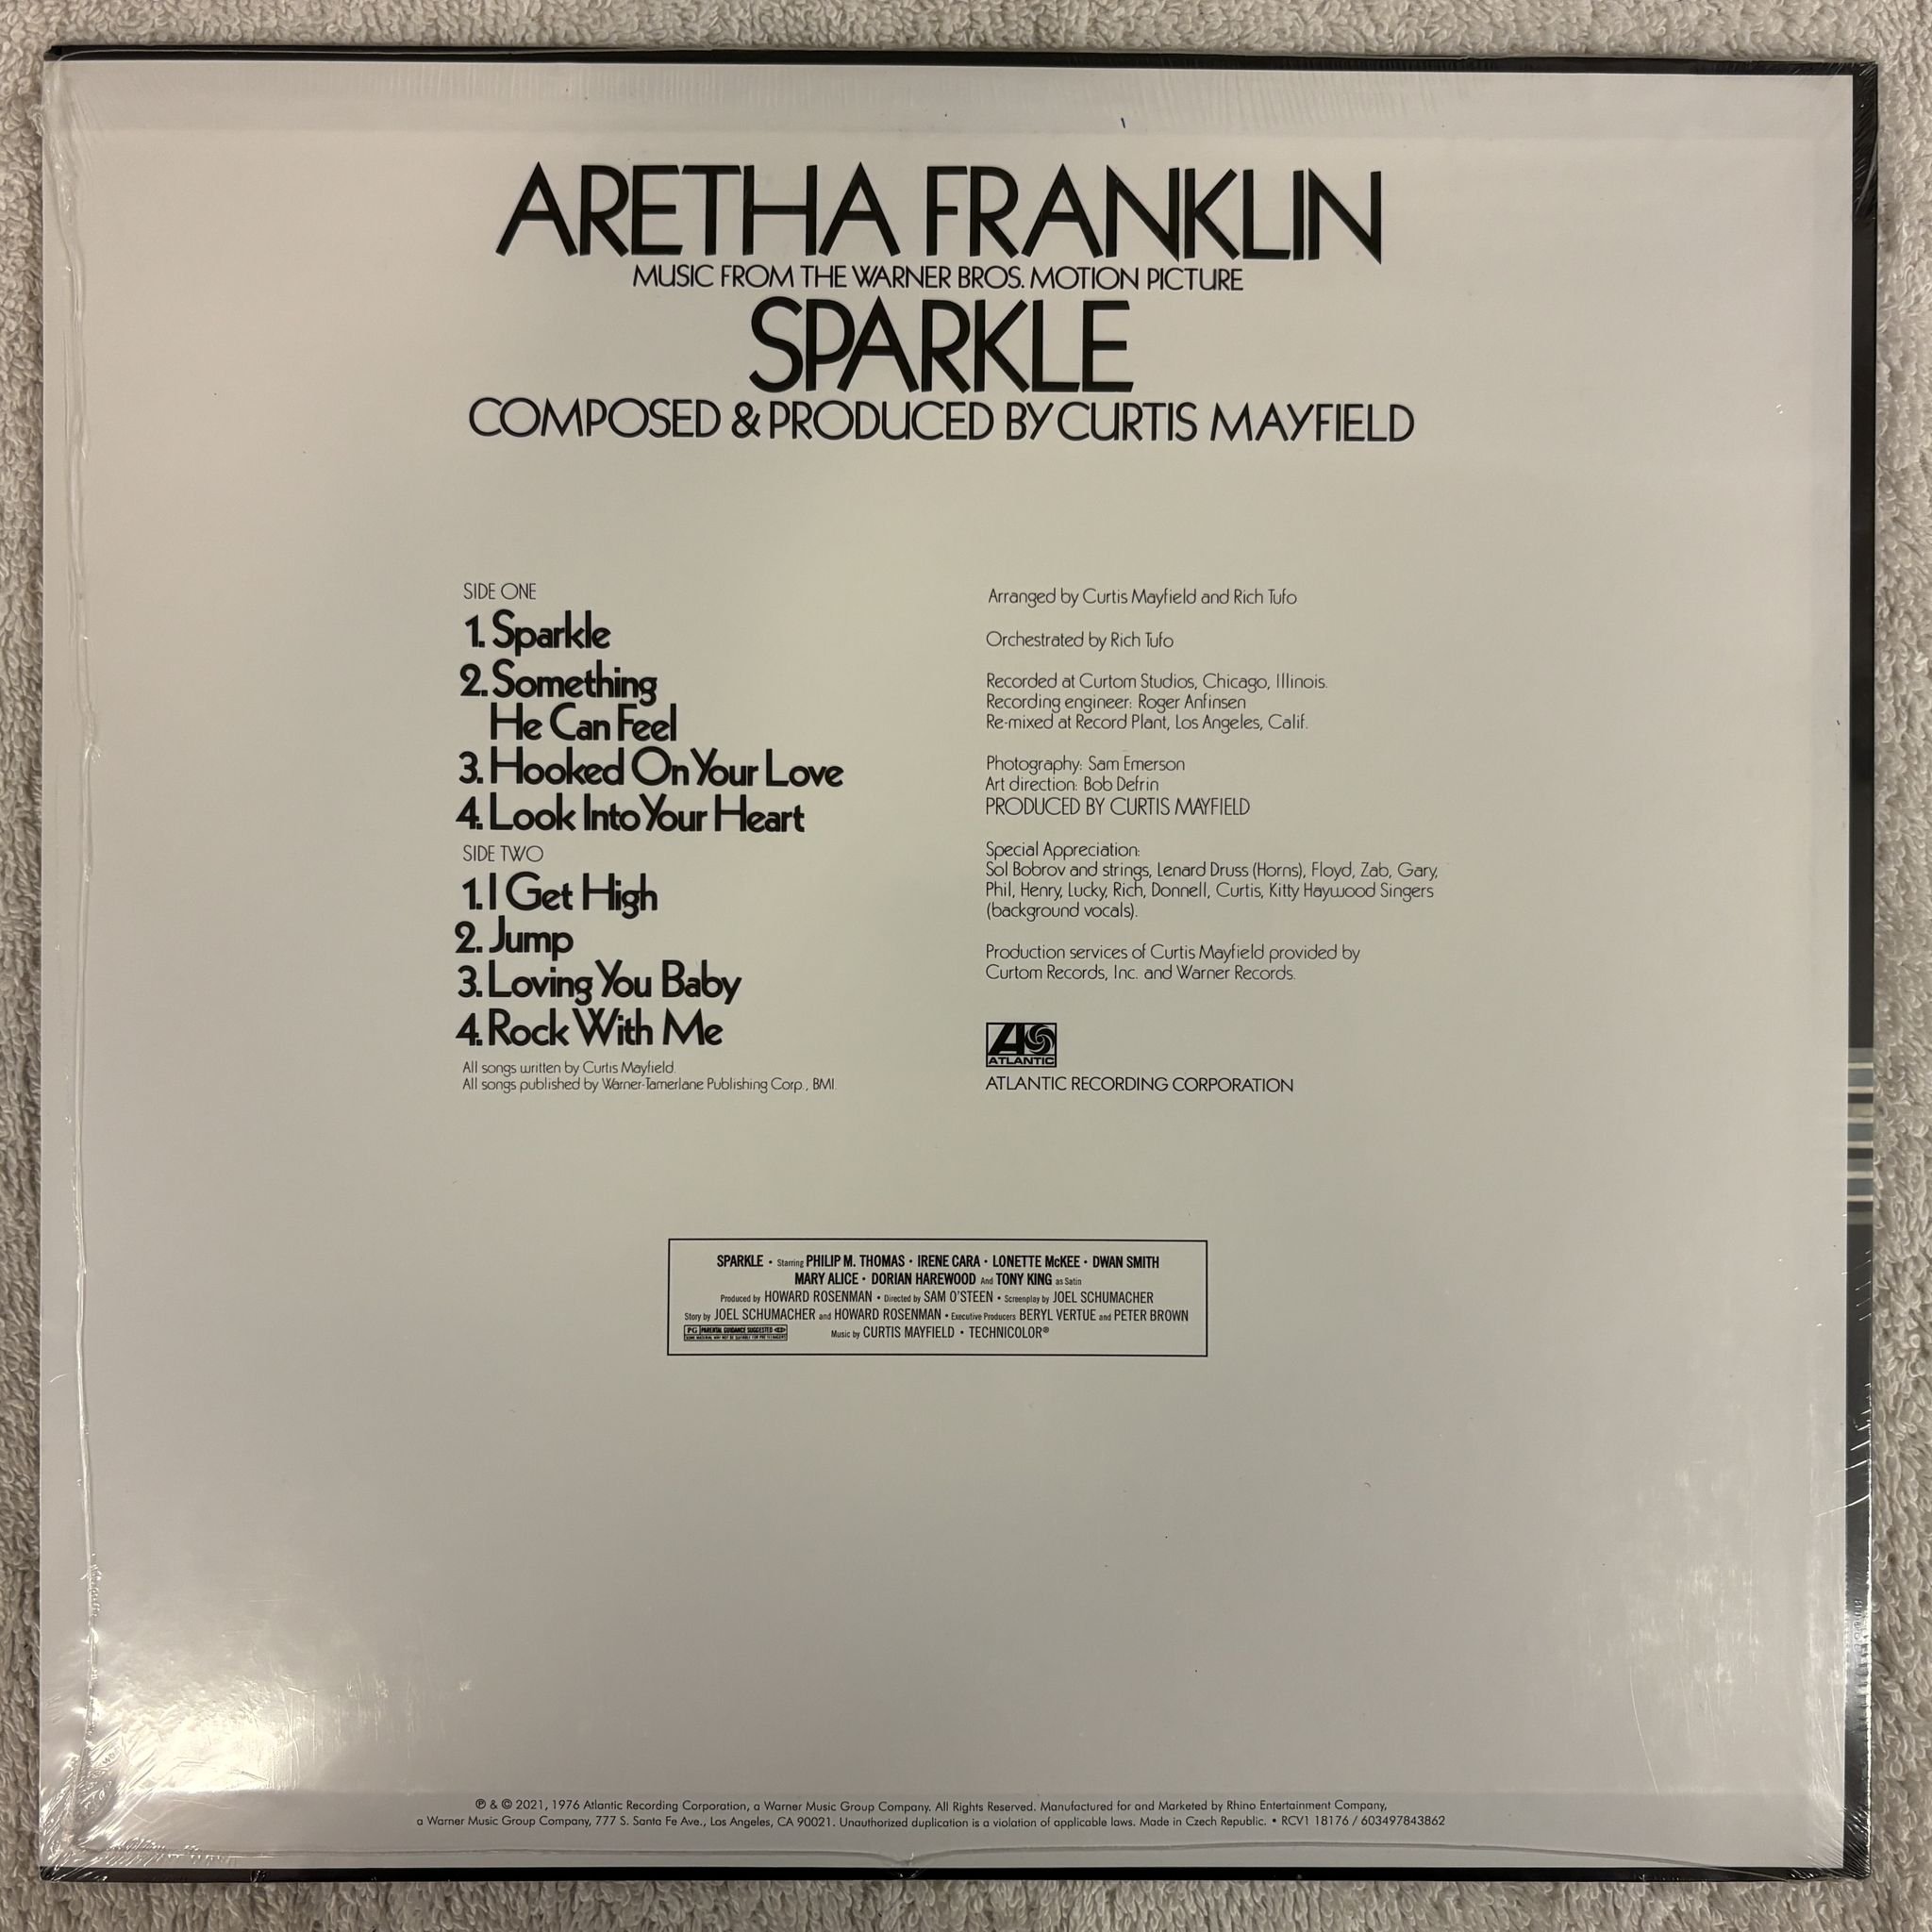 ARETHA FRANKLIN
MUSIC FROM THE WARNER BROS. MOTION PICTURE
SPARKLE
COMPOSED & PRODUCED BY CURTIS MAYFIELD
SIDE ONE
1. Sparkle
2. Something
He Can Feel
3. Hooked On Your Love
4. Look Into Your Heart
SIDE TWO
1. I Get High
2. Jump
3. Loving You Baby
4. Rock With Me
All songs written by Curtis Mayfield
All songs published by Warner-Tamerlane Publishing Corp., BMI.
Arranged by Curtis Mayfield and Rich Tufo
Orchestrated by Rich Tufo
Recorded at Curtom Studios, Chicago, Illinois.
Recording engineer: Roger Anfinsen
Re-mixed at Record Plant, Los Angeles, Calif.
Photography: Sam Emerson
Art direction: Bob Defrin
PRODUCED BY CURTIS MAYFIELD
Special Appreciation:
Sol Bobrov and strings, Lenard Druss (Horns), Floyd, Zab, Gary,
Phil, Henry, Lucky, Rich, Donnell, Curtis, Kitty Haywood Singers
(background vocals).
Production services of Curtis Mayfield provided by
Curtom Records, Inc. and Warner Records.
ATLANTIC
ATLANTIC RECORDING CORPORATION
SPARKLE • Starring PHILIP M. THOMAS • IRENE CARA • LONETTE McKEE • DWAN SMITH
MARY ALICE • DORIAN HAREWOOD And TONY KING as Satin
Produced by HOWARD ROSENMAN • Directed by SAM O'STEEN • Screenplay by JOEL SCHUMACHER
Story by JOEL SCHUMACHER and HOWARD ROSENMAN • Executive Producers BERYL VERTUE and PETER BROWN
PG PARENTAL GUIDANCE SUGGESTED
SOME MATERIAL MAY NOT BE SUITABLE FOR PRE-TEENAGERS
Music by CURTIS MAYFIELD • TECHNICOLOR®
℗ & © 2021, 1976 Atlantic Recording Corporation, a Warner Music Group Company. All Rights Reserved. Manufactured for and Marketed by Rhino Entertainment Company,
a Warner Music Group Company, 777 S. Santa Fe Ave., Los Angeles, CA 90021. Unauthorized duplication is a violation of applicable laws. Made in Czech Republic. • RCV1 18176 / 603497843862